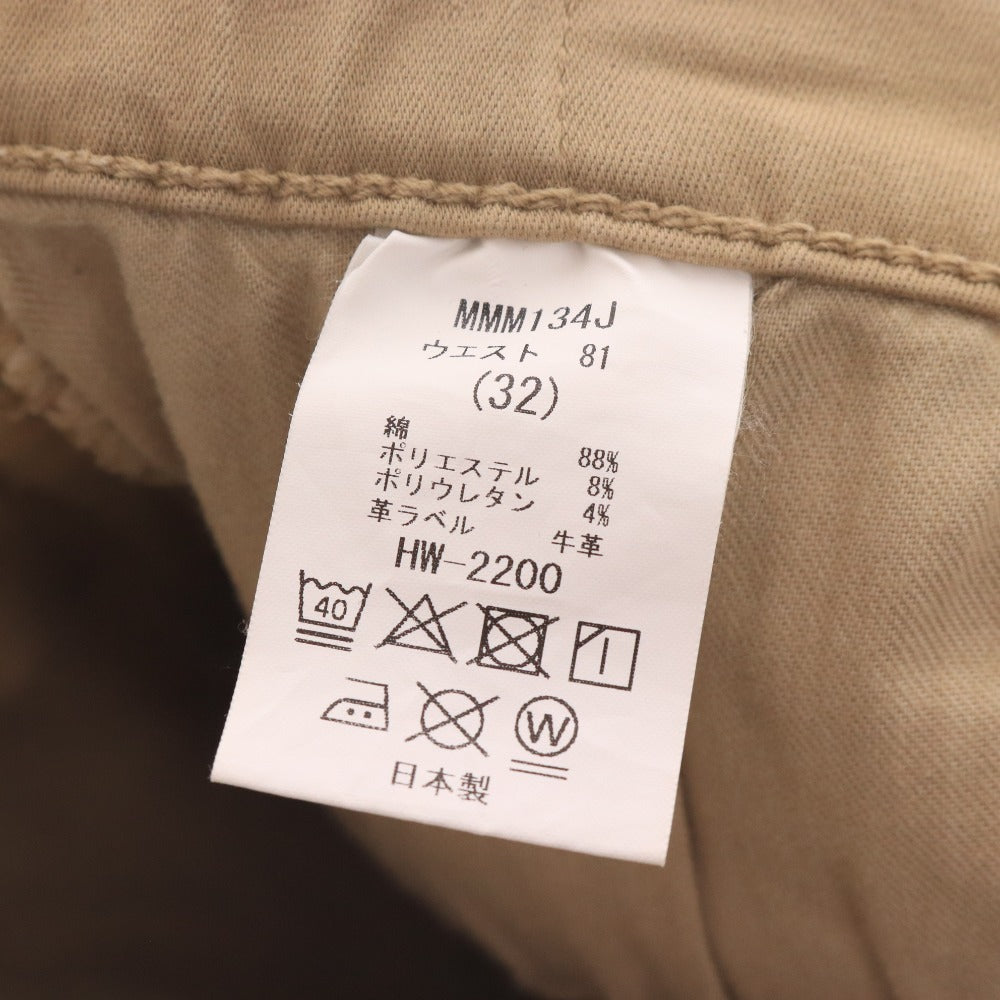 MMM134J
ウエスト 81
(32)
綿 88%
ポリエステル 8%
ポリウレタン 4%
革ラベル 牛革
HW-2200
40
W
日本製